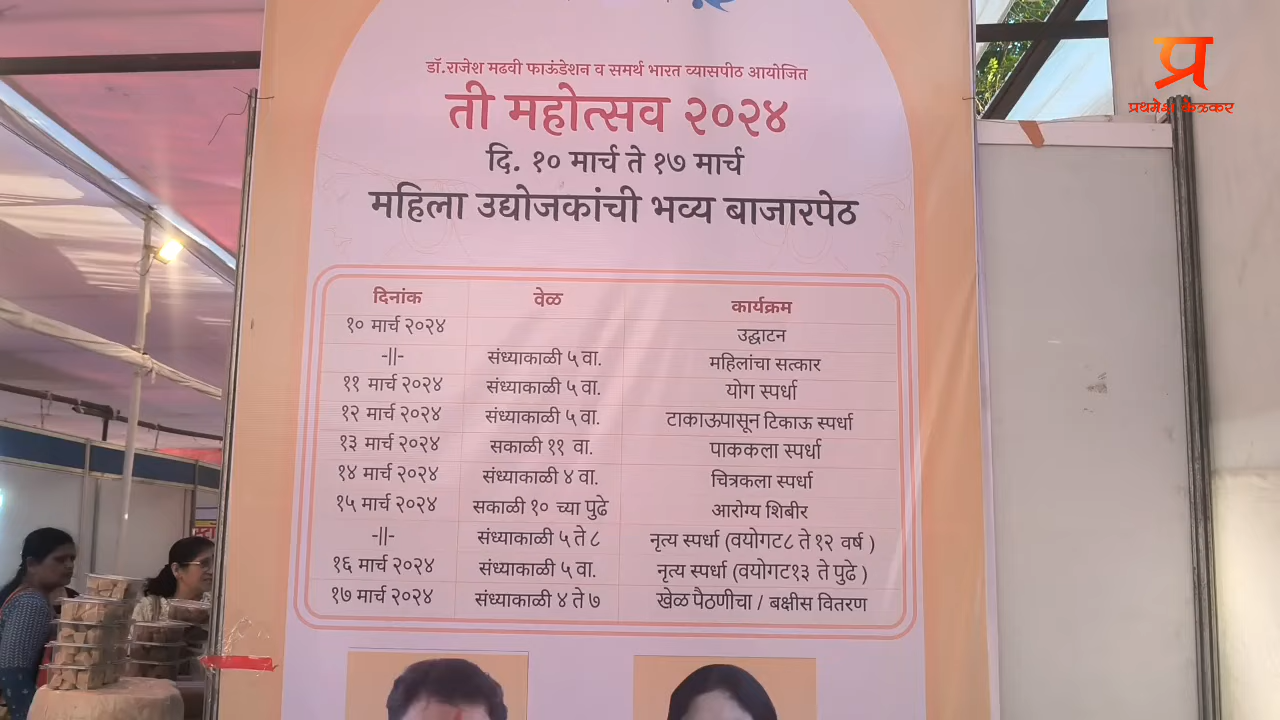 डॉ.राजेश मढवी फाऊंडेशन व समर्थ भारत व्यासपीठ आयोजित
ती महोत्सव २०२४
दि. १० मार्च ते १७ मार्च
महिला उद्योजकांची भव्य बाजारपेठ
दिनांक वेळ कार्यक्रम
१० मार्च २०२४ उद्घाटन
-||- संध्याकाळी ५ वा. महिलांचा सत्कार
११ मार्च २०२४ संध्याकाळी ५ वा. योग स्पर्धा
१२ मार्च २०२४ संध्याकाळी ५ वा. टाकाऊपासून टिकाऊ स्पर्धा
१३ मार्च २०२४ सकाळी ११ वा. पाककला स्पर्धा
१४ मार्च २०२४ संध्याकाळी ४ वा. चित्रकला स्पर्धा
१५ मार्च २०२४ सकाळी १० च्या पुढे आरोग्य शिबीर
-||- संध्याकाळी ५ ते ८ नृत्य स्पर्धा (वयोगट८ ते १२ वर्ष )
१६ मार्च २०२४ संध्याकाळी ५ वा. नृत्य स्पर्धा (वयोगट१३ ते पुढे )
१७ मार्च २०२४ संध्याकाळी ४ ते ७ खेळ पैठणीचा / बक्षीस वितरण
प्र
प्रथमेश केळकर